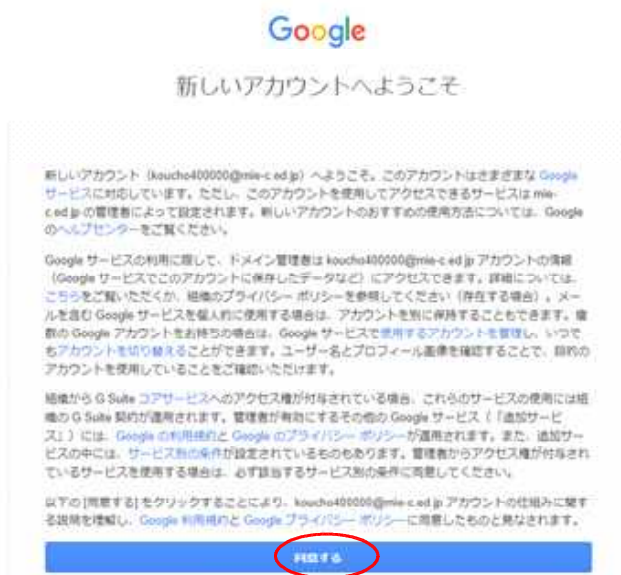 Google
新しいアカウントへようこそ
新しいアカウント（koucho400000@mie-c.ed.jp）へようこそ。このアカウントはさまざまな Google
サービスに対応しています。ただし、このアカウントを使用してアクセスできるサービスは mie-
c.ed.jp の管理者によって設定されます。新しいアカウントのおすすめの使用方法については、Google
のヘルプセンターをご覧ください。
Google サービスの利用に際して、ドメイン管理者は koucho400000@mie-c.ed.jp アカウントの情報
（Google サービスでこのアカウントに保存したデータなど）にアクセスできます。詳細については、
こちらをご覧いただくか、組織のプライバシー ポリシーを参照してください（存在する場合）。メー
ルを含む Google サービスを個人的に使用する場合は、アカウントを別に保持することもできます。複
数の Google アカウントをお持ちの場合は、Google サービスで使用するアカウントを管理し、いつで
もアカウントを切り替えることができます。ユーザー名とプロフィール画像を確認することで、目的の
アカウントを使用していることをご確認いただけます。
組織から G Suite コアサービスへのアクセス権が付与されている場合、これらのサービスの使用には組
織の G Suite 契約が適用されます。管理者が有効にするその他の Google サービス（「追加サービ
ス」）には、Google の利用規約と Google のプライバシー ポリシーが適用されます。また、追加サー
ビスの中には、サービス別の条件が設定されているものもあります。管理者からアクセス権が付与され
ているサービスを使用する場合は、必ず該当するサービス別の条件に同意してください。
以下の [同意する] をクリックすることにより、koucho400000@mie-c.ed.jp アカウントの仕組みに関す
る説明を理解し、Google 利用規約と Google プライバシー ポリシーに同意したものと見なされます。
同意する